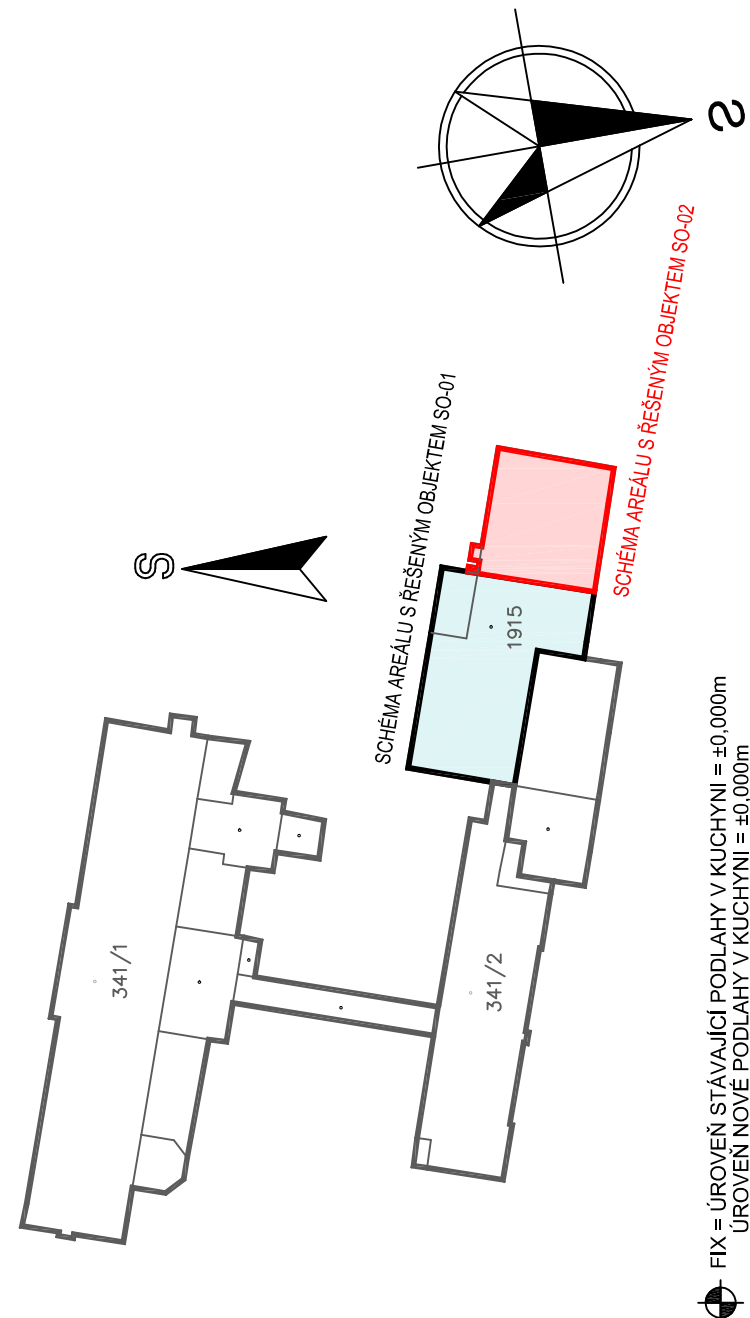 S
SCHÉMA AREÁLU S ŘEŠENÝM OBJEKTEM SO-02
SCHÉMA AREÁLU S ŘEŠENÝM OBJEKTEM SO-01
S
1915
341/1
341/2
FIX = ÚROVEŇ STÁVAJÍCÍ PODLAHY V KUCHYNI = ±0,000m
ÚROVEŇ NOVÉ PODLAHY V KUCHYNI = ±0,000m